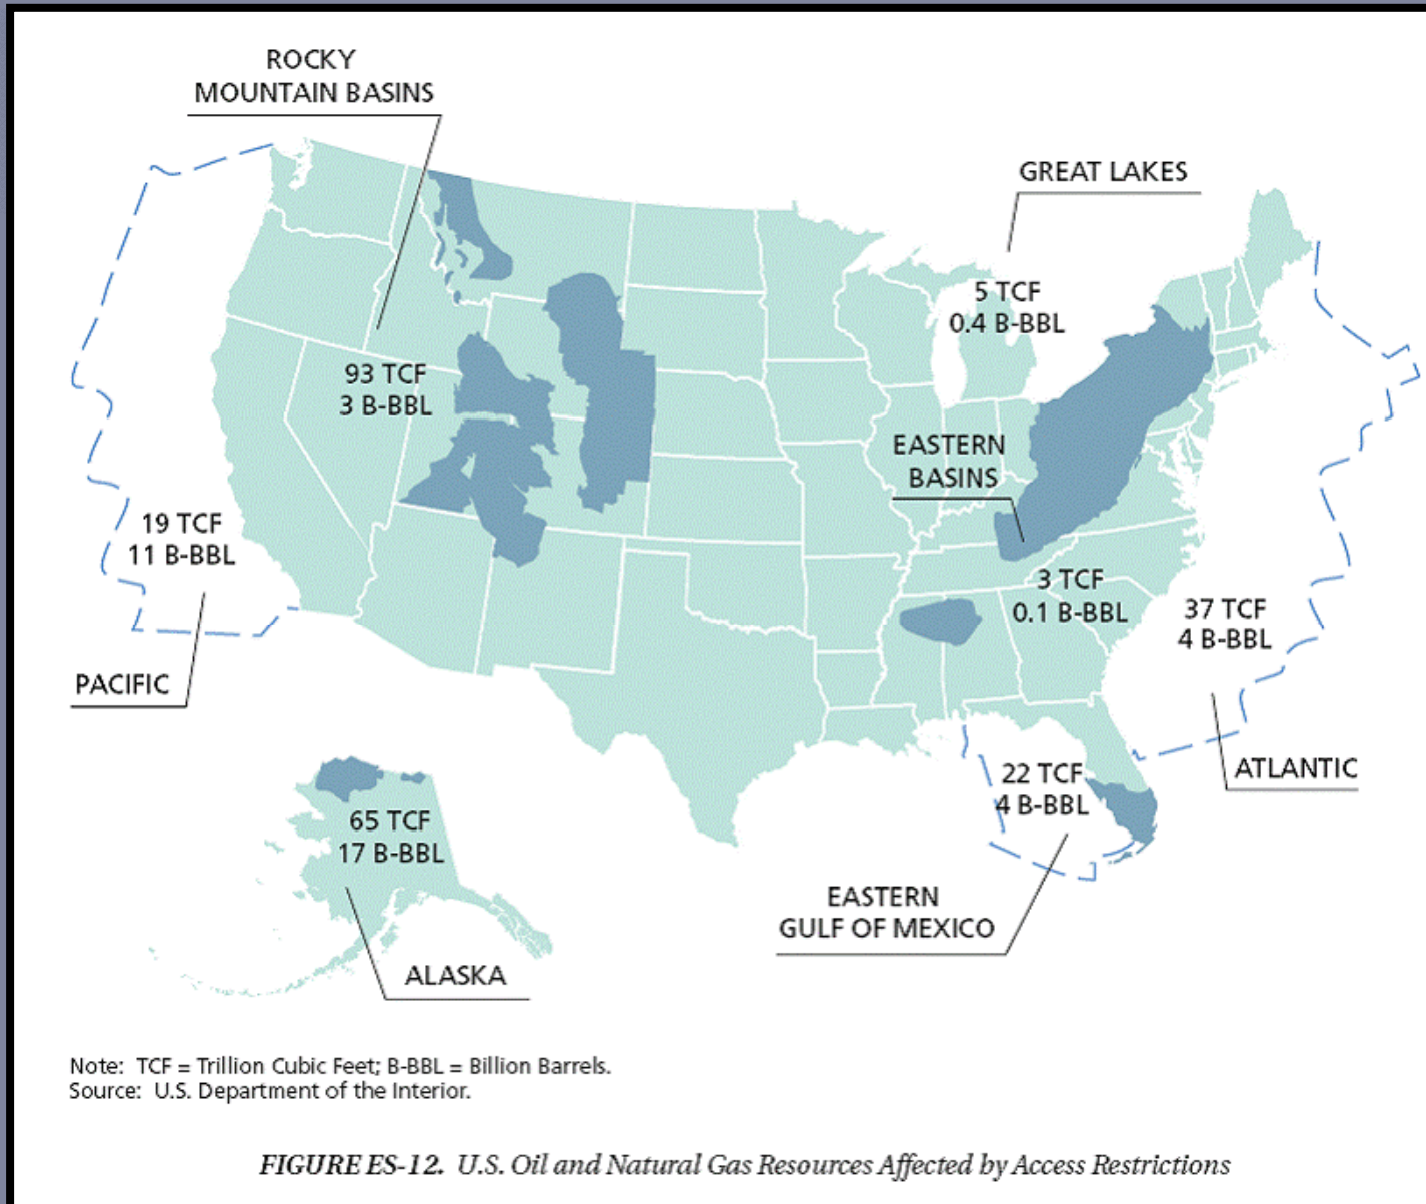 ROCKY
MOUNTAIN BASINS
GREAT LAKES
5 TCF
0.4 B-BBL
93 TCF
3 B-BBL
EASTERN
BASINS
19 TCF
11 B-BBL
3 TCF
0.1 B-BBL
37 TCF
4 B-BBL
PACIFIC
22 TCF
4 B-BBL
ATLANTIC
65 TCF
17 B-BBL
EASTERN
GULF OF MEXICO
ALASKA
Note: TCF = Trillion Cubic Feet; B-BBL = Billion Barrels.
Source: U.S. Department of the Interior.
FIGURE ES-12. U.S. Oil and Natural Gas Resources Affected by Access Restrictions